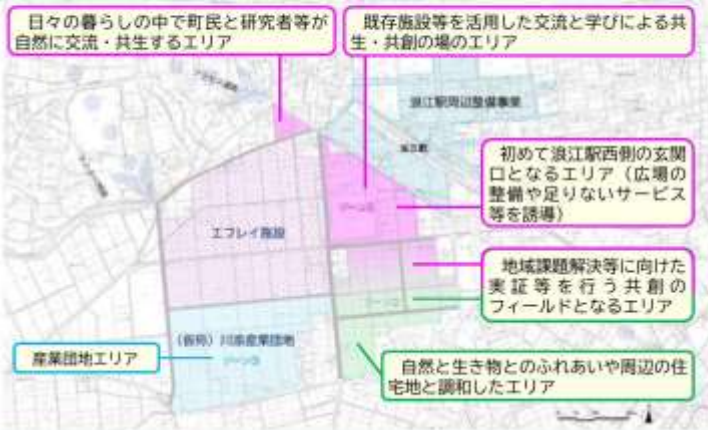 日々の暮らしの中で町民と研究者等が
自然に交流・共生するエリア
既存施設等を活用した交流と学びによる共
生・共創の場のエリア
浪江駅周辺整備事業
初めて浪江駅西側の玄関
口となるエリア（広場の
整備や足りないサービス
等を誘導）
エフレイ施設
地域課題解決等に向けた
実証等を行う共創の
フィールドとなるエリア
（仮称）川添産業団地
産業団地エリア
自然と生き物とのふれあいや周辺の住
宅地と調和したエリア